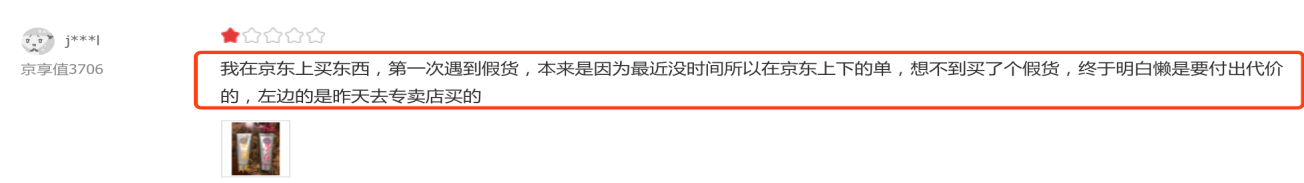 j***l
京享值3706
我在京东上买东西，第一次遇到假货，本来是因为最近没时间所以在京东上下的单，想不到买了个假货，终于明白懒是要付出代价
的，左边的是昨天去专卖店买的